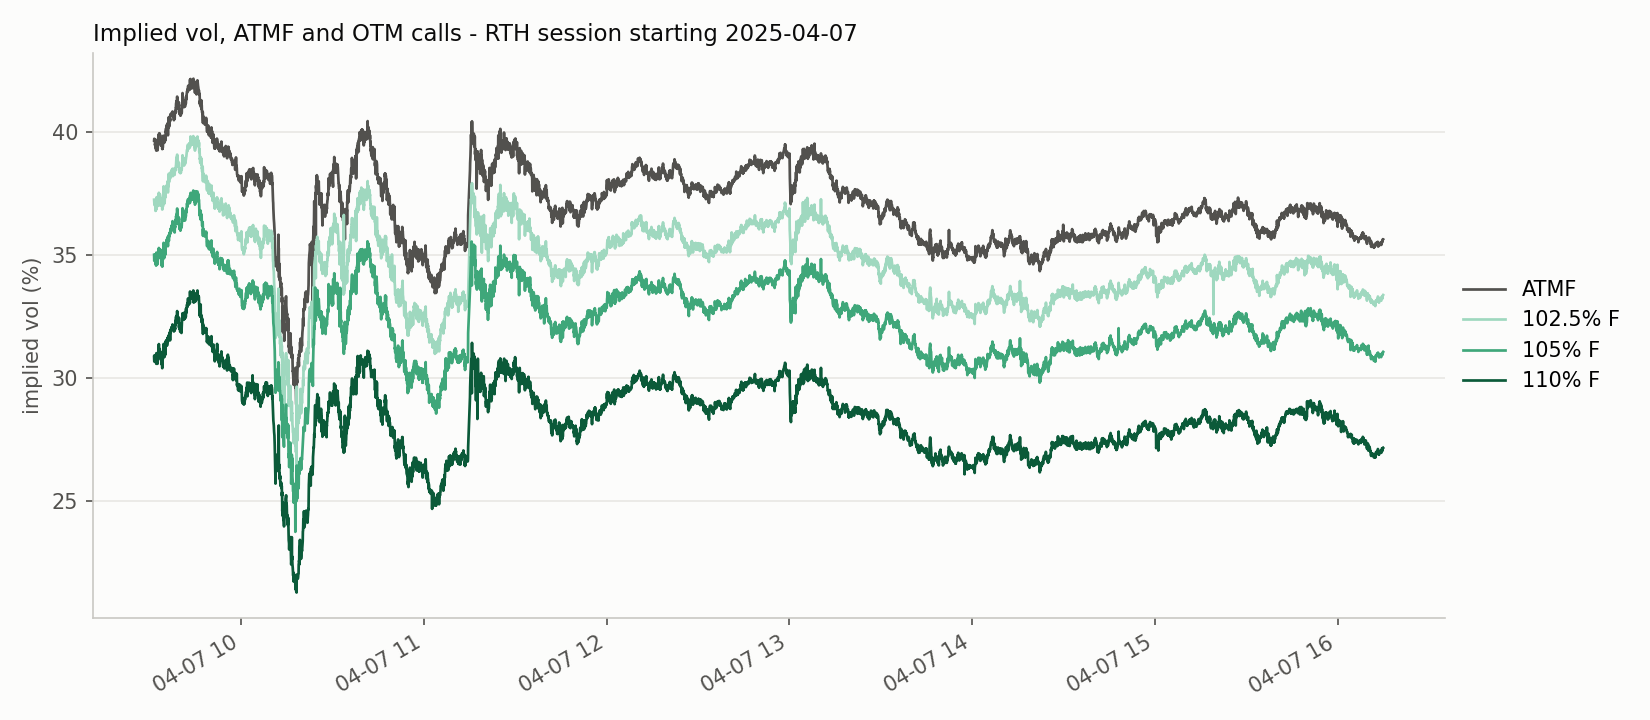 Implied vol, ATMF and OTM calls - RTH session starting 2025-04-07
implied vol (%)
40
35
30
25
04-07 10
04-07 11
04-07 12
04-07 13
04-07 14
04-07 15
04-07 16
ATMF
102.5% F
105% F
110% F